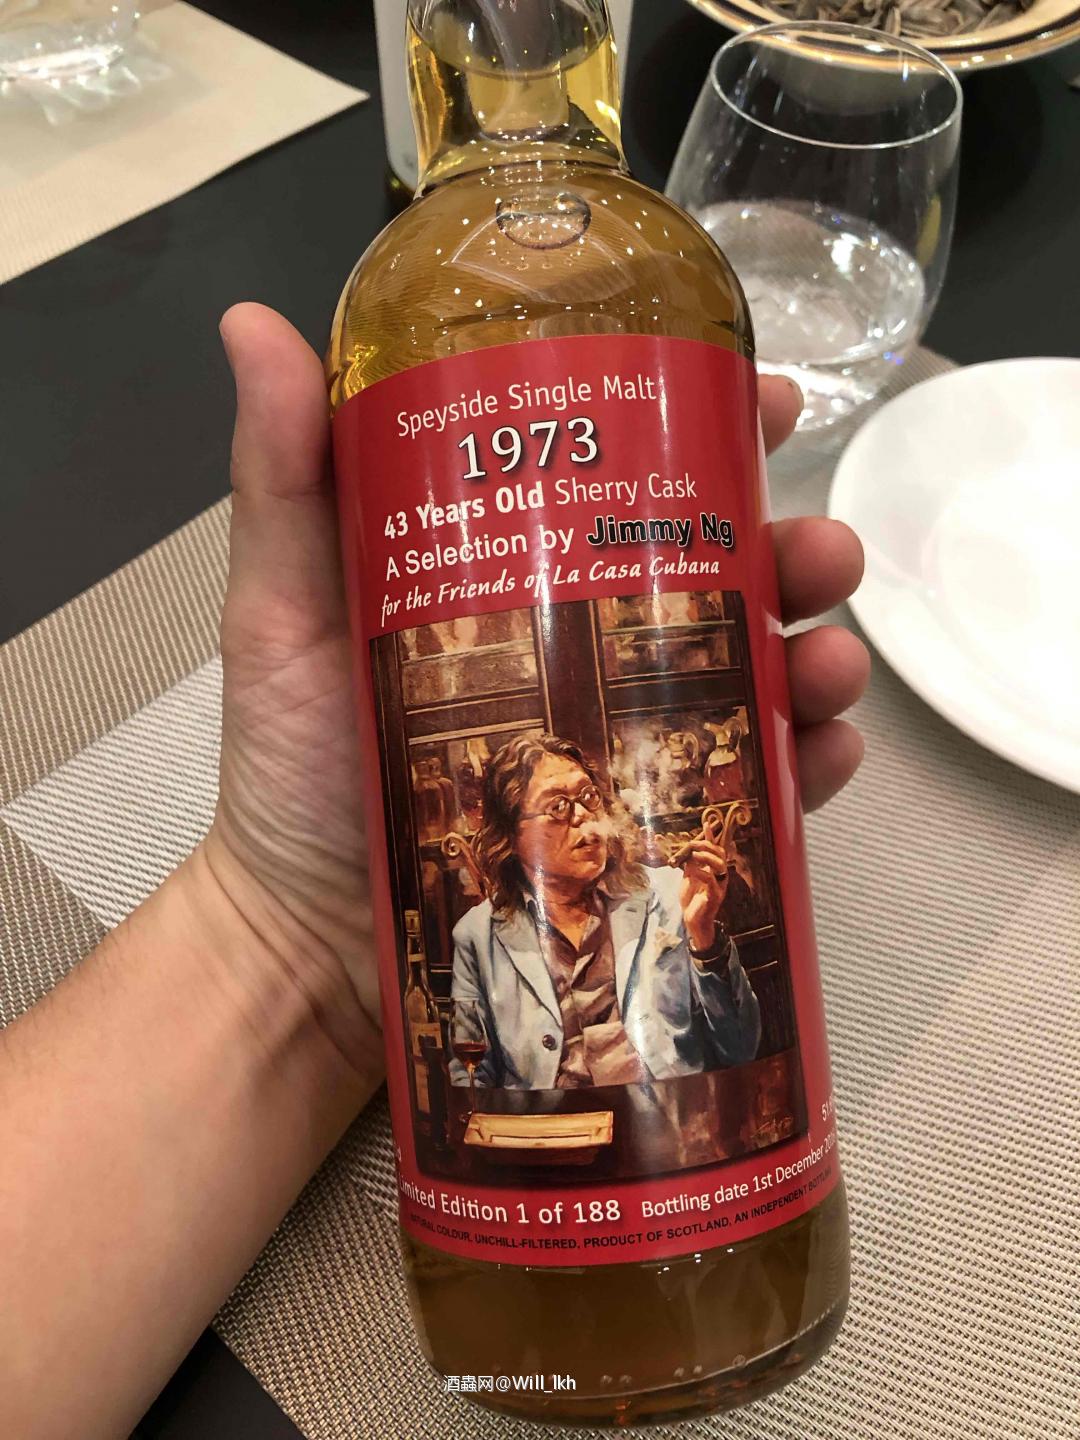 Speyside Single Malt
1973
43 Years Old Sherry Cask
A Selection by Jimmy Ng
for the Friends of La Casa Cubana
Limited Edition 1 of 188 Bottling date 1st December
NATURAL COLOUR, UNCHILL-FILTERED, PRODUCT OF SCOTLAND, AN INDEPENDENT BOTTLING
酒蟲网@Will_lkh